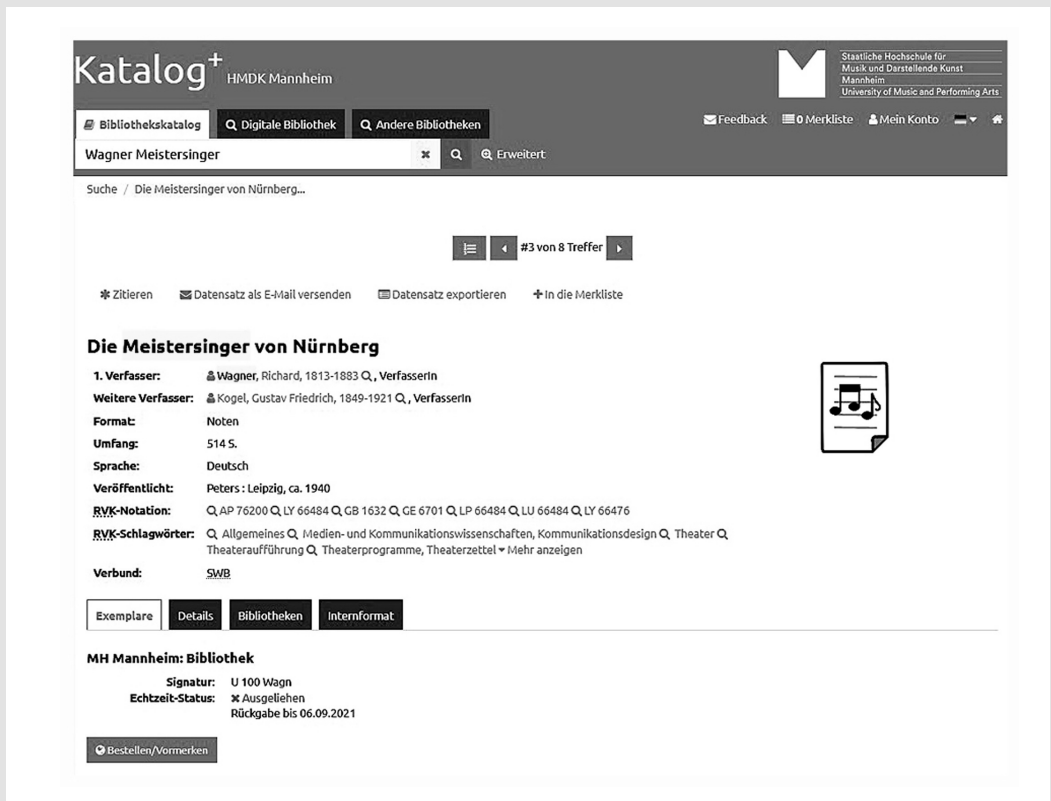 Katalog+ HMDK Mannheim
Staatliche Hochschule für
Musik und Darstellende Kunst
Mannheim
University of Music and Performing Arts
Bibliothekskatalog Digitale Bibliothek Andere Bibliotheken
Feedback 0 Merkliste Mein Konto
Wagner Meistersinger Erweitert
Suche / Die Meistersinger von Nürnberg...
#3 von 8 Treffer
Zitieren Datensatz als E-Mail versenden Datensatz exportieren In die Merkliste
Die Meistersinger von Nürnberg
1. Verfasser: Wagner, Richard, 1813-1883 , VerfasserIn
Weitere Verfasser: Kogel, Gustav Friedrich, 1849-1921 , VerfasserIn
Format: Noten
Umfang: 514 S.
Sprache: Deutsch
Veröffentlicht: Peters : Leipzig, ca. 1940
RVK-Notation: AP 76200 LY 66484 GB 1632 GE 6701 LP 66484 LU 66484 LY 66476
RVK-Schlagwörter: Allgemeines Medien- und Kommunikationswissenschaften, Kommunikationsdesign Theater
Theateraufführung Theaterprogramme, Theaterzettel Mehr anzeigen
Verbund: SWB
Exemplare Details Bibliotheken Internformat
MH Mannheim: Bibliothek
Signatur: U 100 Wagn
Echtzeit-Status: Ausgeliehen
Rückgabe bis 06.09.2021
Bestellen/Vormerken